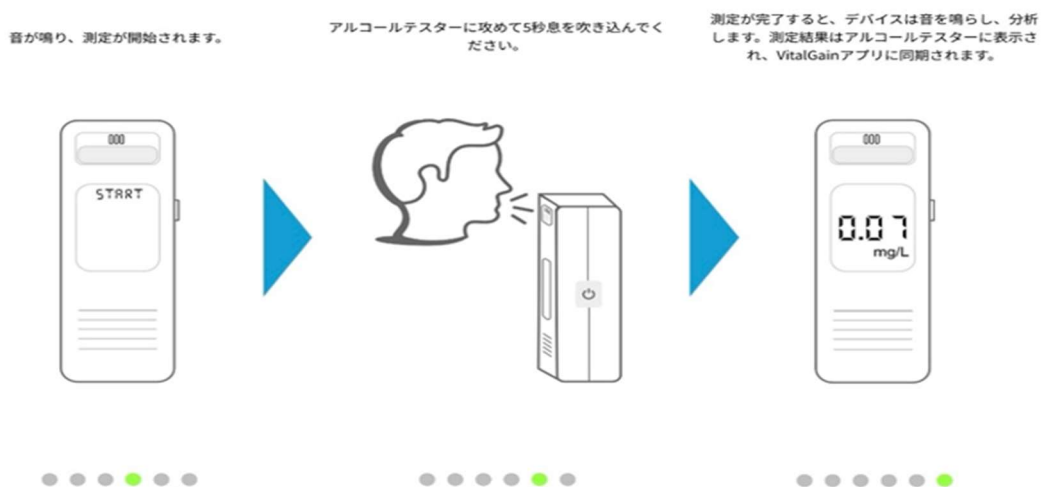 音が鳴り、測定が開始されます。
アルコールテスターに攻めて5秒息を吹き込んでく
ださい。
測定が完了すると、デバイスは音を鳴らし、分析
します。測定結果はアルコールテスターに表示さ
れ、VitalGainアプリに同期されます。
000
START
000
0.07
mg/L